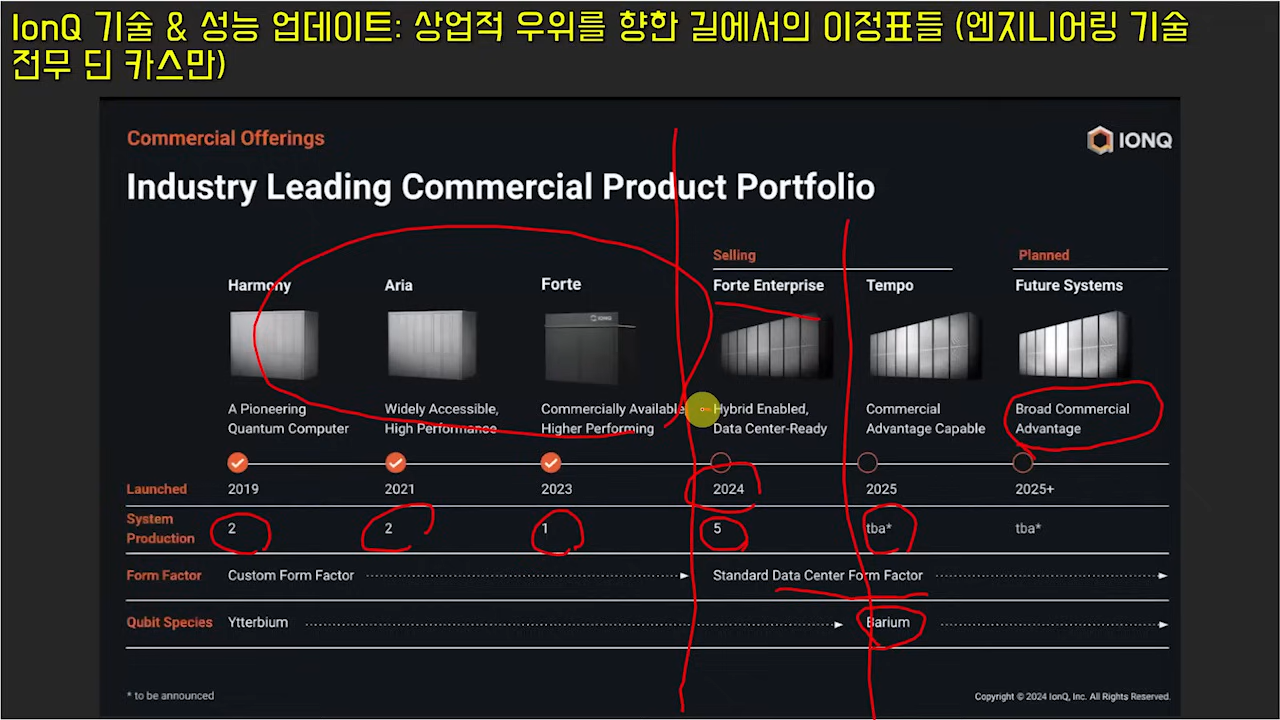 IonQ 기술 & 성능 업데이트: 상업적 우위를 향한 길에서의 이정표들 (엔지니어링 기술
전무 딘 카스만)
Commercial Offerings
IONQ
Industry Leading Commercial Product Portfolio
Selling
Planned
Harmony
Aria
Forte
Forte Enterprise
Tempo
Future Systems
IONQ
A Pioneering
Quantum Computer
Widely Accessible,
High Performance
Commercially Available,
Higher Performing
Hybrid Enabled,
Data Center-Ready
Commercial
Advantage Capable
Broad Commercial
Advantage
Launched 2019 2021 2023 2024 2025 2025+
System
Production
2 2 1 5 tba* tba*
Form Factor Custom Form Factor Standard Data Center Form Factor
Qubit Species Ytterbium Barium
* to be announced
Copyright © 2024 IonQ, Inc. All Rights Reserved.